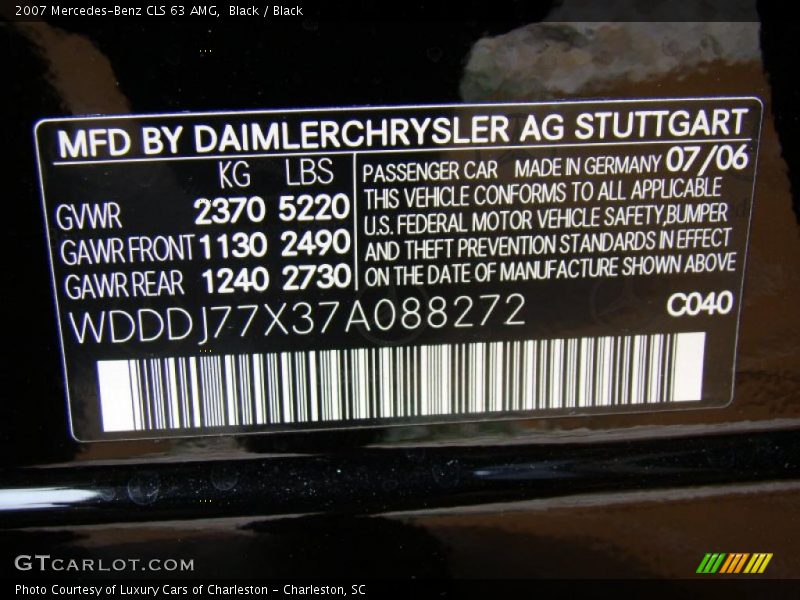 2007 Mercedes-Benz CLS 63 AMG,  Black / Black
MFD BY DAIMLERCHRYSLER AG STUTTGART
KG LBS
GVWR 2370 5220
GAWR FRONT 1130 2490
GAWR REAR 1240 2730
PASSENGER CAR MADE IN GERMANY 07/06
THIS VEHICLE CONFORMS TO ALL APPLICABLE
U.S. FEDERAL MOTOR VEHICLE SAFETY,BUMPER
AND THEFT PREVENTION STANDARDS IN EFFECT
ON THE DATE OF MANUFACTURE SHOWN ABOVE
WDDDJ77X37A088272
C040
GTCARLOT.COM
Photo Courtesy of Luxury Cars of Charleston - Charleston, SC